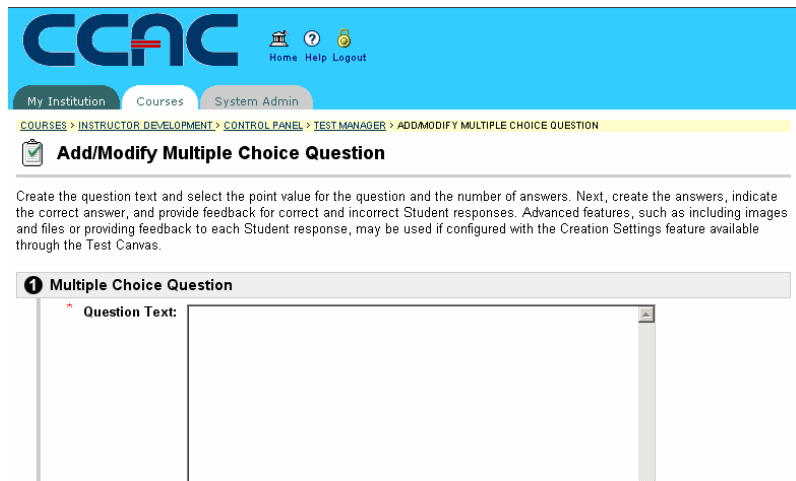 CCAC
Home Help Logout
My Institution Courses System Admin
COURSES > INSTRUCTOR DEVELOPMENT > CONTROL PANEL > TEST MANAGER > ADD/MODIFY MULTIPLE CHOICE QUESTION
Add/Modify Multiple Choice Question
Create the question text and select the point value for the question and the number of answers. Next, create the answers, indicate
the correct answer, and provide feedback for correct and incorrect Student responses. Advanced features, such as including images
and files or providing feedback to each Student response, may be used if configured with the Creation Settings feature available
through the Test Canvas.
1 Multiple Choice Question
* Question Text: